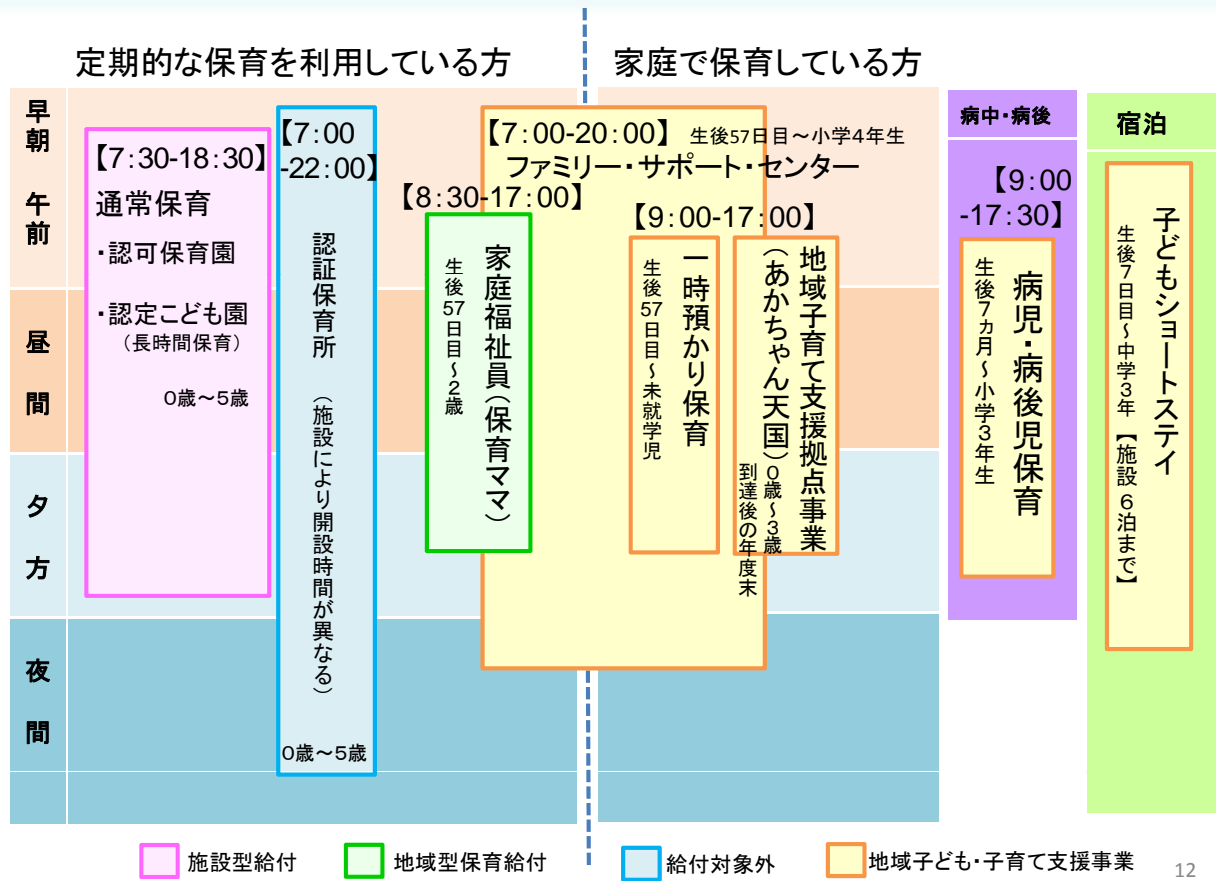 定期的な保育を利用している方
家庭で保育している方
早朝
午前
昼間
夕方
夜間
【7:30-18:30】
通常保育
・認可保育園
・認定こども園
（長時間保育）
0歳～5歳
【7:00
-22:00】
認証保育所　（施設により開設時間が異なる）
0歳～5歳
【8:30-17:00】
家庭福祉員（保育ママ）
生後57日目～2歳
【7:00-20:00】 生後57日目～小学4年生
ファミリー・サポート・センター
【9:00-17:00】
一時預かり保育
生後57日目～未就学児
地域子育て支援拠点事業
（あかちゃん天国）0歳～3歳
到達後の年度末
病中・病後
【9:00
-17:30】
病児・病後児保育
生後7ヵ月～小学3年生
宿泊
子どもショートステイ
生後7日目～中学3年【施設 6泊まで】
施設型給付
地域型保育給付
給付対象外
地域子ども・子育て支援事業
12